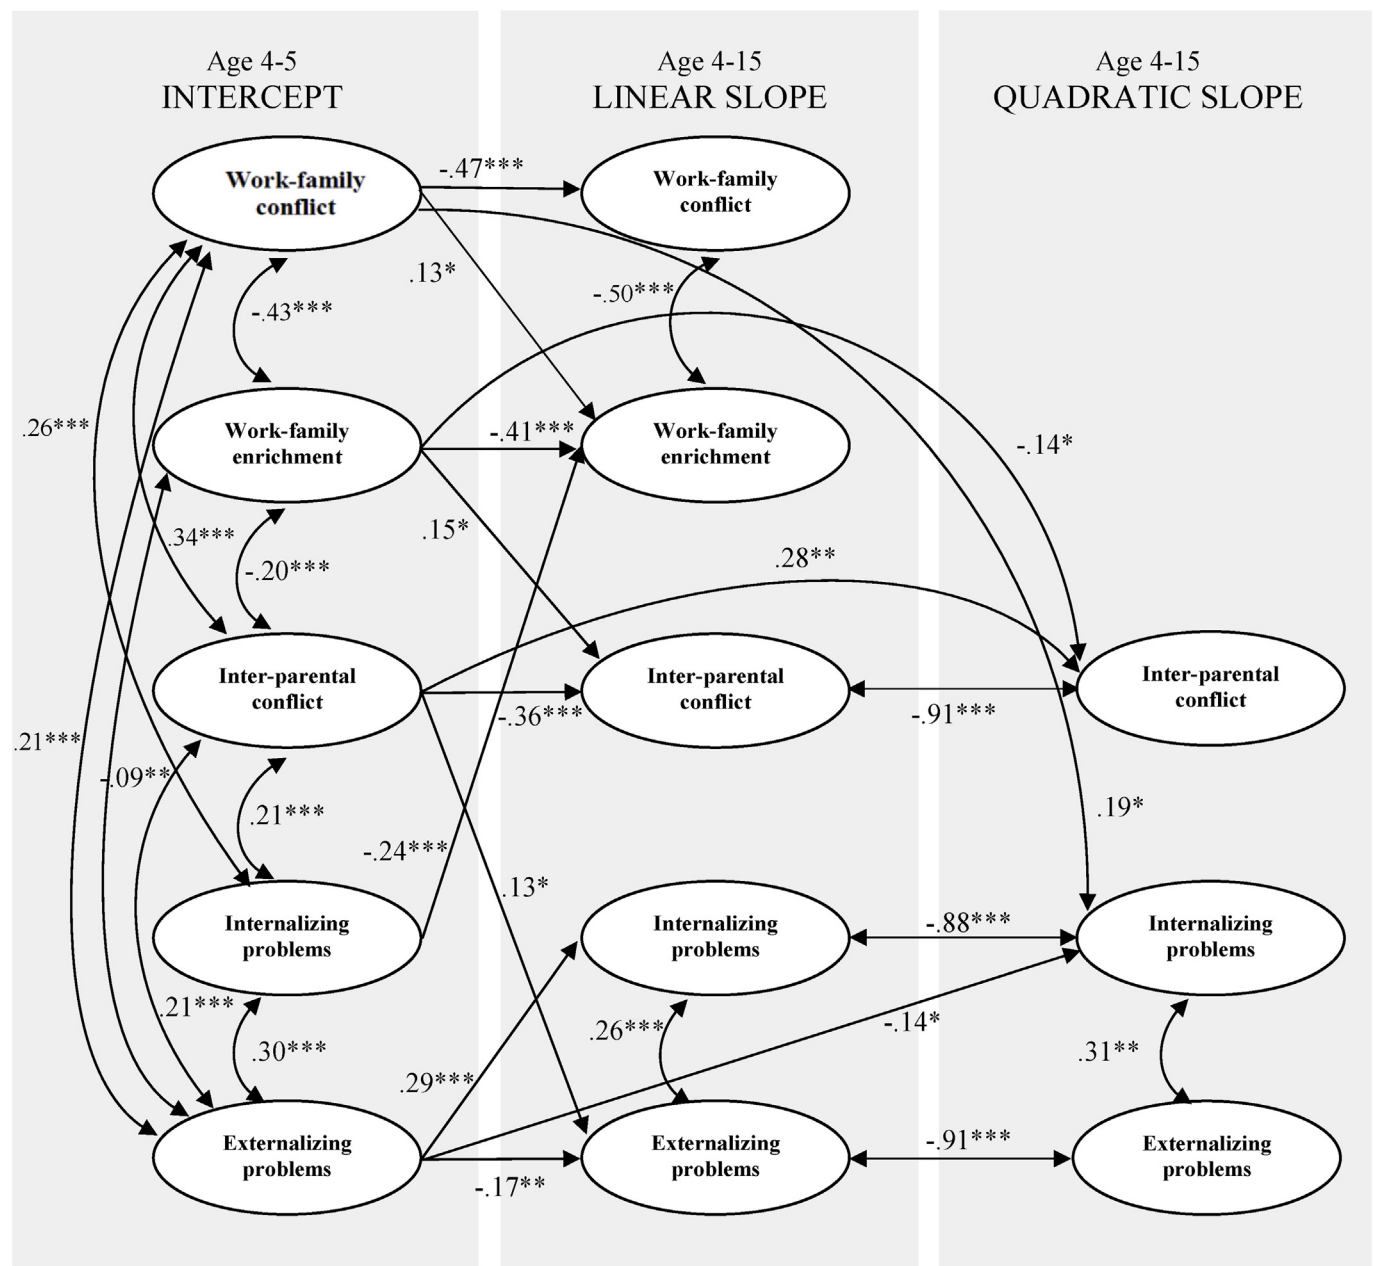 Age 4-5
INTERCEPT
Age 4-15
LINEAR SLOPE
Age 4-15
QUADRATIC SLOPE
Work-family
conflict
-.47***
Work-family
conflict
.13*
-.43***
-.50***
.26***
Work-family
enrichment
-.41***
Work-family
enrichment
-.14*
.34***
-.20***
.15*
.28**
Inter-parental
conflict
-.36***
Inter-parental
conflict
-.91***
Inter-parental
conflict
.21***
-.09**
.21***
-.24***
.13*
.19*
Internalizing
problems
Internalizing
problems
-.88***
Internalizing
problems
.21***
.30***
.29***
.26***
-.14*
.31**
Externalizing
problems
-.17**
Externalizing
problems
-.91***
Externalizing
problems